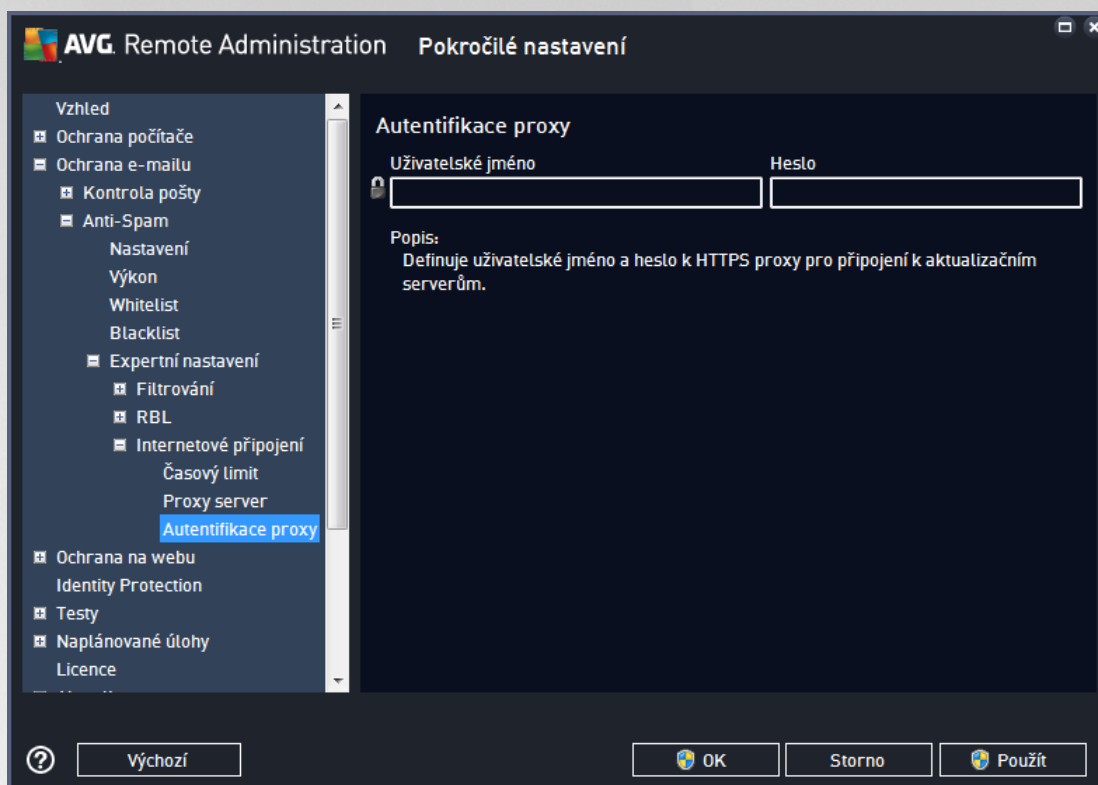 AVG. Remote Administration Pokročilé nastavení
Vzhled
Ochrana počítače
Ochrana e-mailu
Kontrola pošty
Anti-Spam
Nastavení
Výkon
Whitelist
Blacklist
Expertní nastavení
Filtrování
RBL
Internetové připojení
Časový limit
Proxy server
Autentifikace proxy
Ochrana na webu
Identity Protection
Testy
Naplánované úlohy
Licence
Autentifikace proxy
Uživatelské jméno Heslo
Popis:
Definuje uživatelské jméno a heslo k HTTPS proxy pro připojení k aktualizačním
serverům.
Výchozí OK Storno Použít